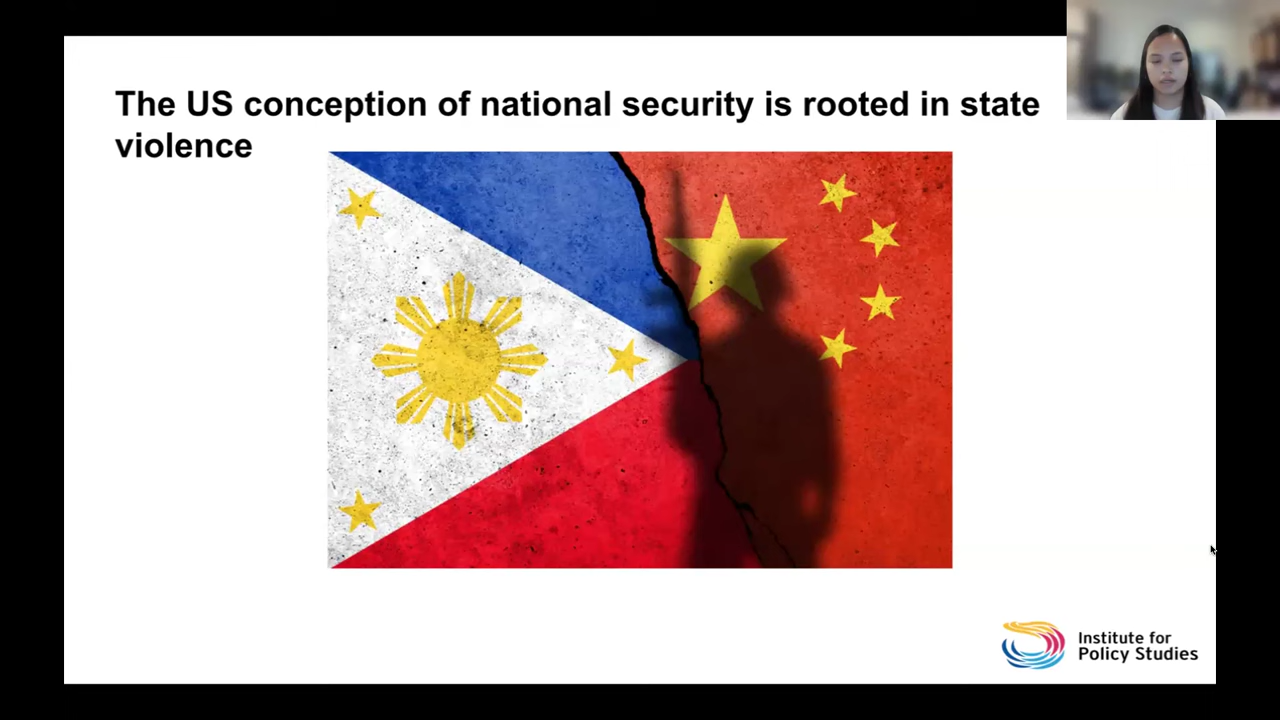 The US conception of national security is rooted in state
violence
Institute for
Policy Studies